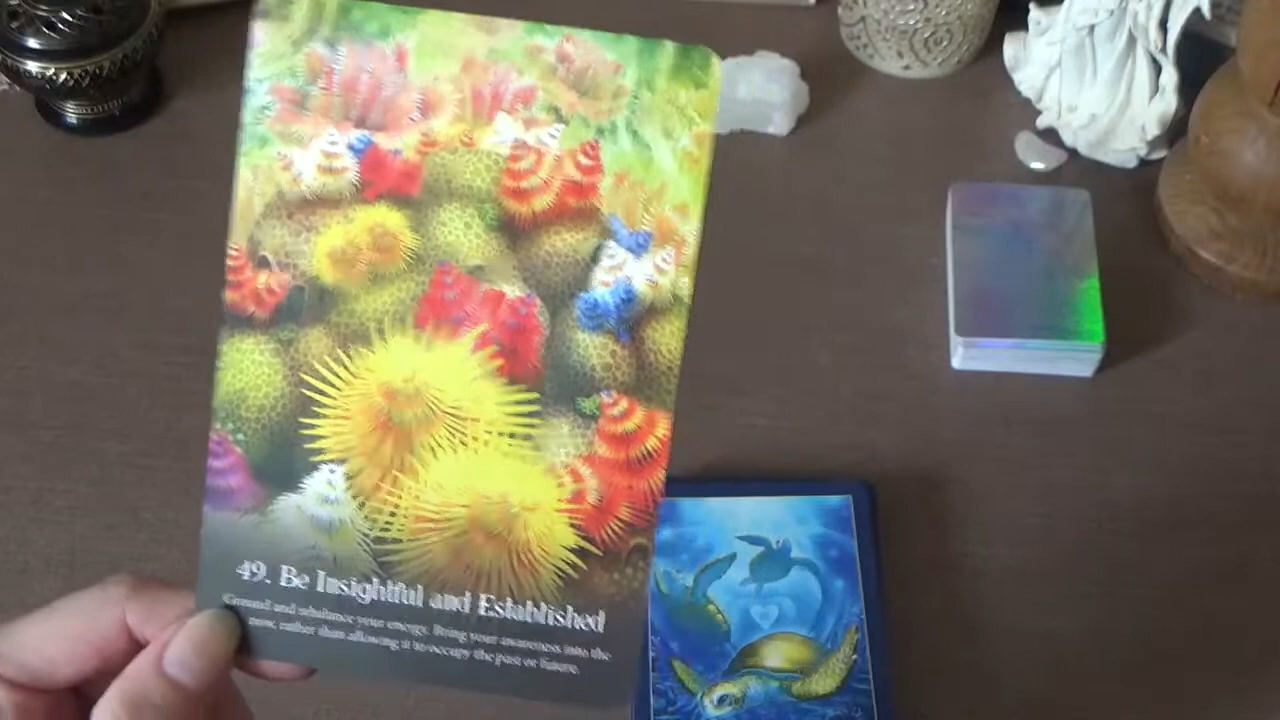 49. Be Insightful and Established
Ground and rebalance your energy. Bring your awareness into the
now, rather than allowing it to occupy the past or future.